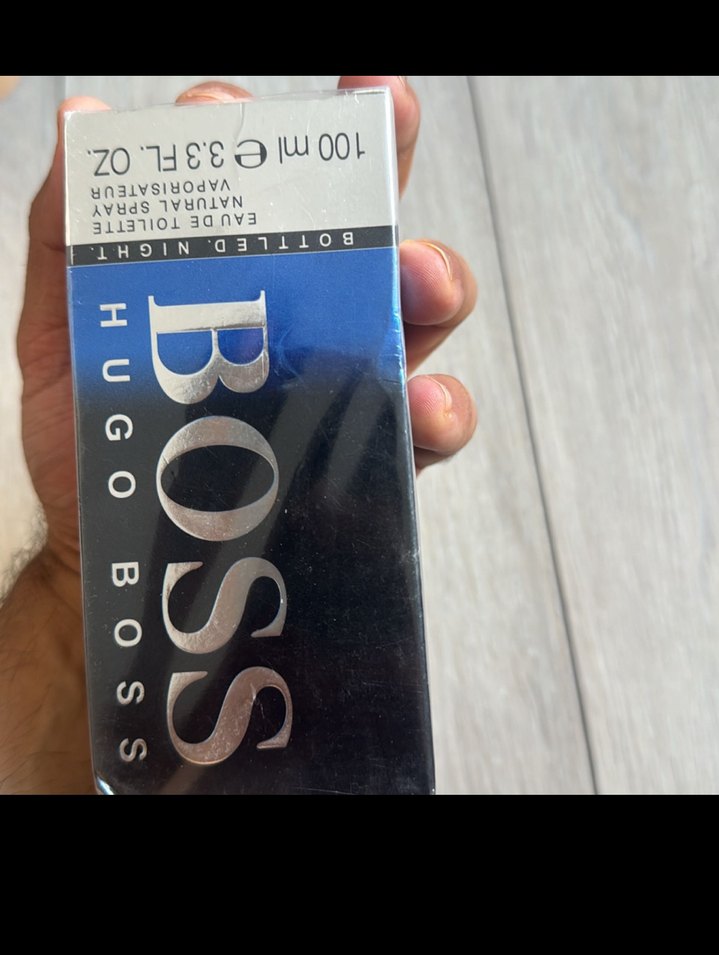 BOSS
HUGO BOSS
BOTTLED. NIGHT.
EAU DE TOILETTE
NATURAL SPRAY
VAPORISATEUR
100 ml ℮ 3.3 FL. OZ.